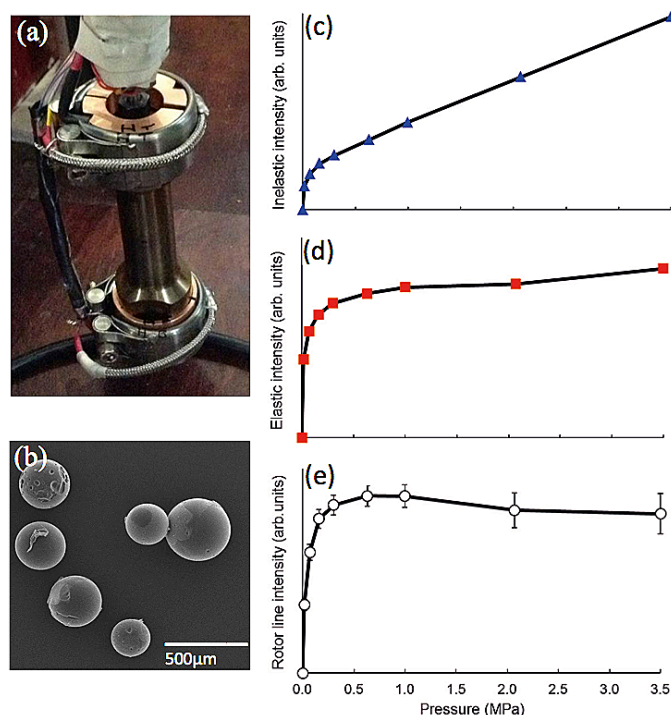 (a)
(b)
500μm
(c)
Inelastic intensity (arb. units)
(d)
Elastic intensity (arb. units)
(e)
Rotor line intensity (arb.units)
0.0 0.5 1.0 1.5 2.0 2.5 3.0 3.5
Pressure (MPa)